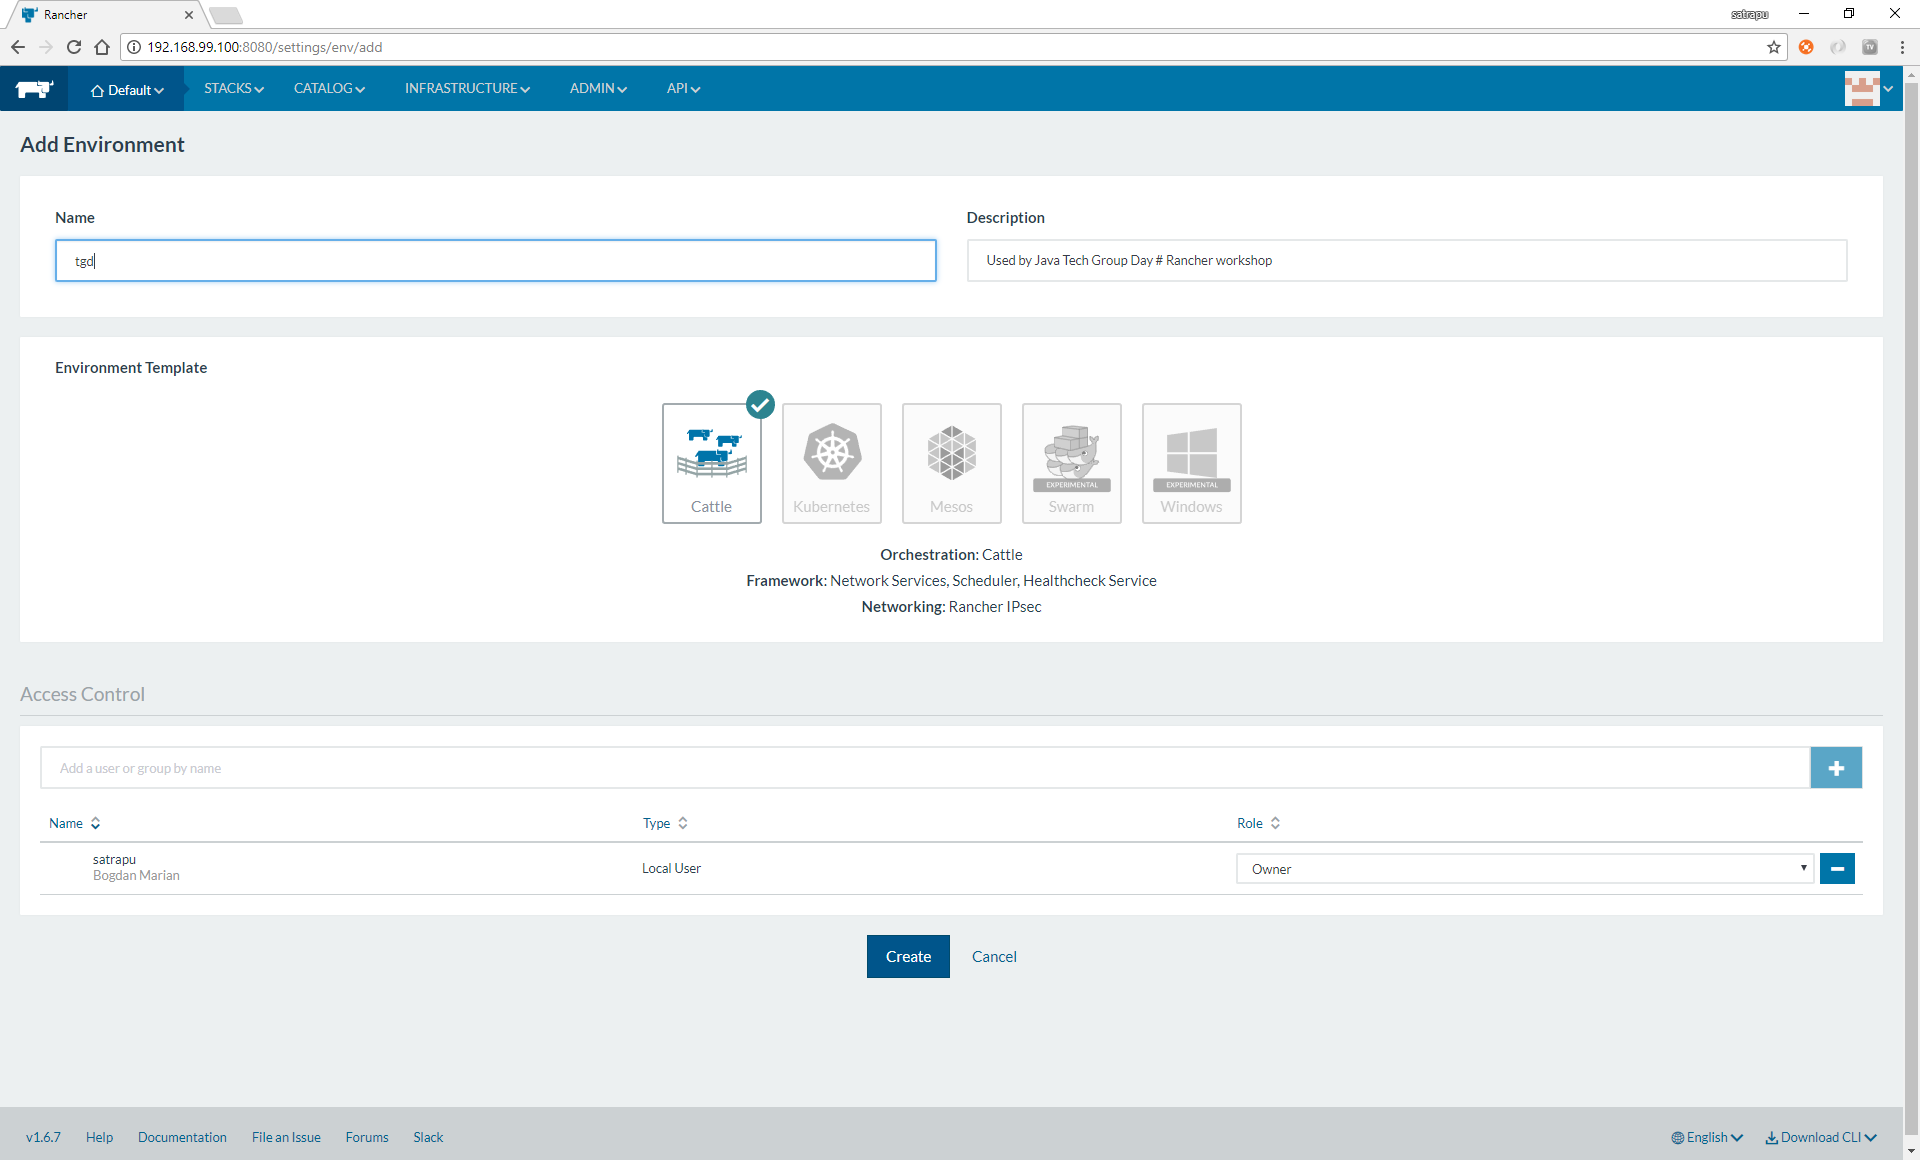 Rancher
satrapu
192.168.99.100:8080/settings/env/add
TV
Default STACKS CATALOG INFRASTRUCTURE ADMIN API
Add Environment
Name Description
tgd Used by Java Tech Group Day # Rancher workshop
Environment Template
EXPERIMENTAL EXPERIMENTAL
Cattle Kubernetes Mesos Swarm Windows
Orchestration: Cattle
Framework: Network Services, Scheduler, Healthcheck Service
Networking: Rancher IPsec
Access Control
Add a user or group by name
Name Type Role
satrapu
Bogdan Marian
Local User
Owner
Create Cancel
v1.6.7 Help Documentation File an Issue Forums Slack English Download CLI